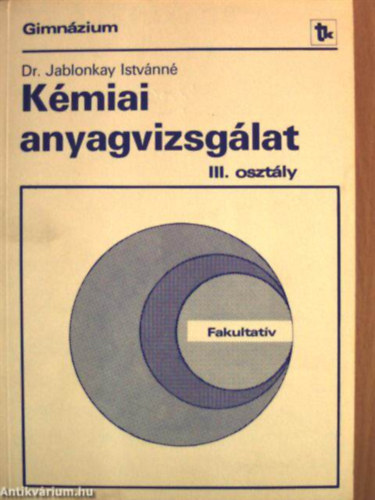 Gimnázium
tk
Dr. Jablonkay Istvánné
Kémiai
anyagvizsgálat
III. osztály
Fakultatív
Antikvárium.hu